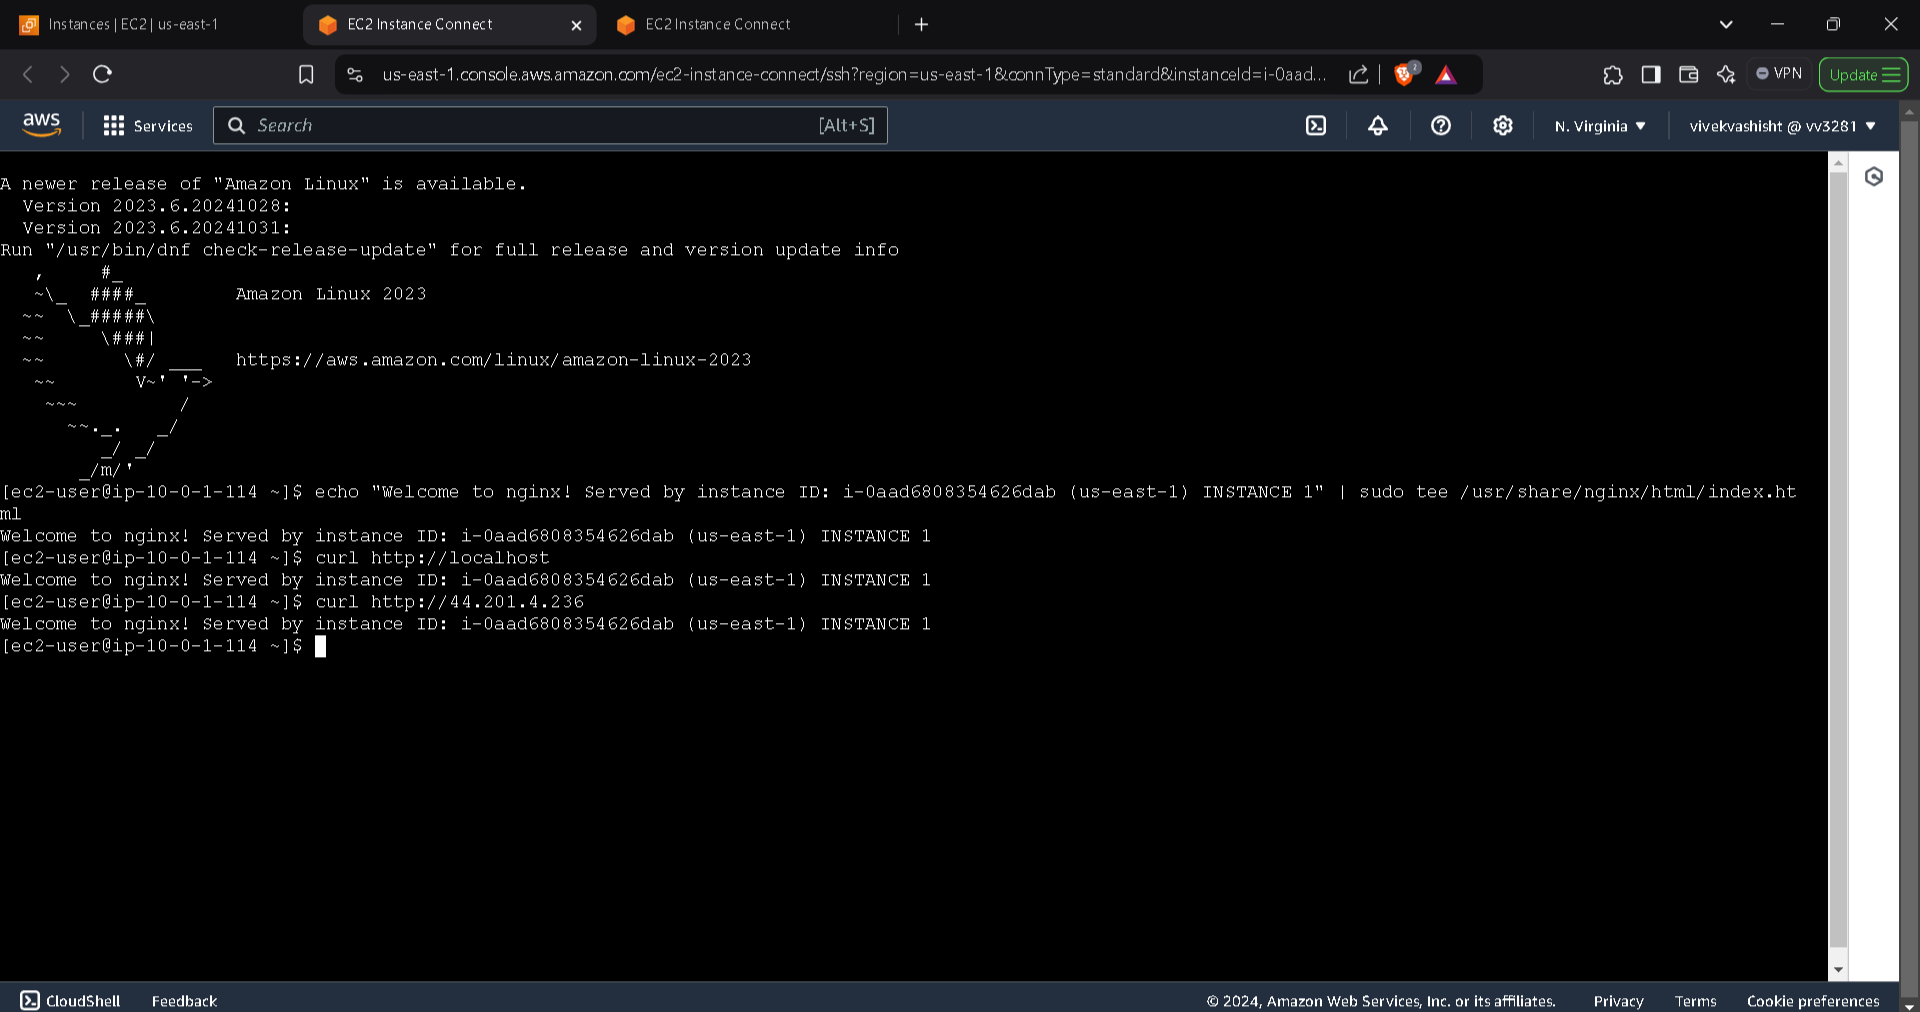 Instances | EC2 | us-east-1
EC2 Instance Connect
EC2 Instance Connect
us-east-1.console.aws.amazon.com/ec2-instance-connect/ssh?region=us-east-1&connType=standard&instanceId=i-0aad...
2
VPN
Update
aws
Services
Search
[Alt+S]
N. Virginia
vivekvashisht @ vv3281
A newer release of "Amazon Linux" is available.
  Version 2023.6.20241028:
  Version 2023.6.20241031:
Run "/usr/bin/dnf check-release-update" for full release and version update info
   ,     #_
   ~\_  ####_        Amazon Linux 2023
  ~~  \_#####\
  ~~     \###|
  ~~       \#/ ___   https://aws.amazon.com/linux/amazon-linux-2023
   ~~       V~' '->
    ~~~         /
      ~~._.   _/
         _/ _/
       _/m/'
[ec2-user@ip-10-0-1-114 ~]$ echo "Welcome to nginx! Served by instance ID: i-0aad6808354626dab (us-east-1) INSTANCE 1" | sudo tee /usr/share/nginx/html/index.ht
ml
Welcome to nginx! Served by instance ID: i-0aad6808354626dab (us-east-1) INSTANCE 1
[ec2-user@ip-10-0-1-114 ~]$ curl http://localhost
Welcome to nginx! Served by instance ID: i-0aad6808354626dab (us-east-1) INSTANCE 1
[ec2-user@ip-10-0-1-114 ~]$ curl http://44.201.4.236
Welcome to nginx! Served by instance ID: i-0aad6808354626dab (us-east-1) INSTANCE 1
[ec2-user@ip-10-0-1-114 ~]$
CloudShell
Feedback
© 2024, Amazon Web Services, Inc. or its affiliates.
Privacy
Terms
Cookie preferences